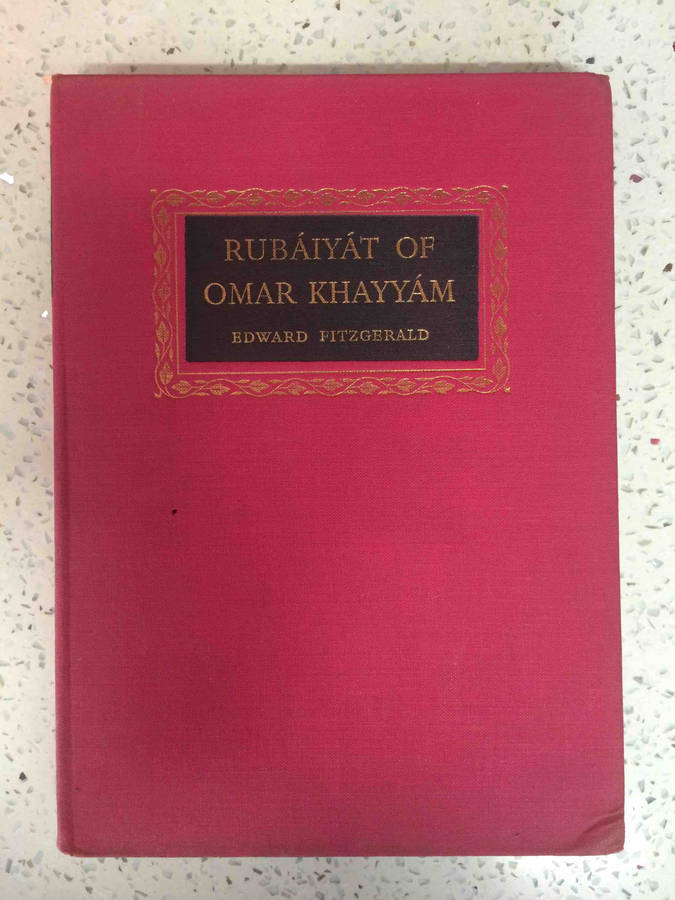 RUBÁIYÁT OF
OMAR KHAYYÁM
EDWARD FITZGERALD